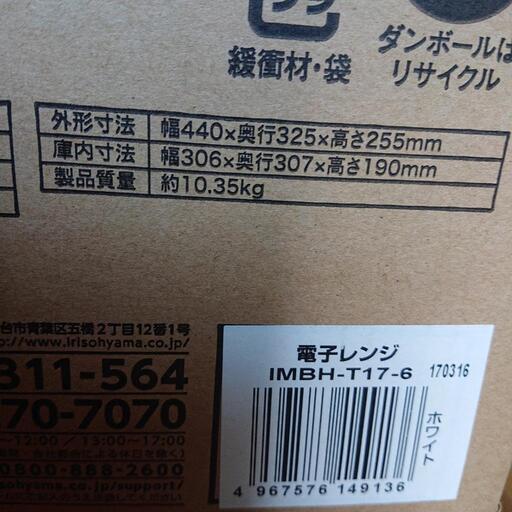 プラ
緩衝材・袋
ダンボールは
リサイクル
外形寸法 幅440×奥行325×高さ255mm
庫内寸法 幅306×奥行307×高さ190mm
製品質量 約10.35kg
台市青葉区五橋2丁目12番1号
://www.irisohyama.co.jp/
311-564
70-7070
~12:00 / 13:00~17:00
0800-888-2600
電子レンジ
IMBH-T17-6 170316
ホワイト
4 967576 149136